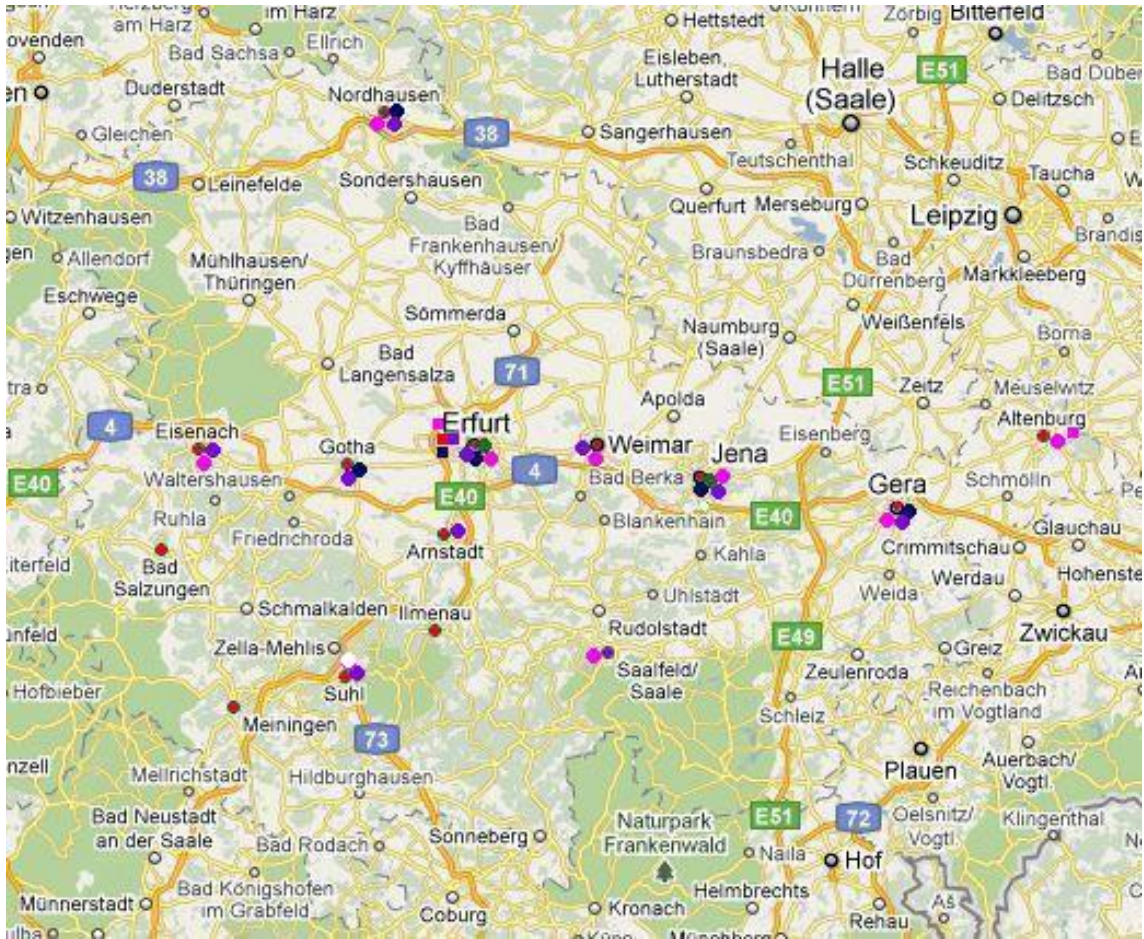 im Harz
am Harz
Hettstedt
Zörbig
Bitterfeld
ovenden
Bad Sachsa
Ellrich
Eisleben,
Lutherstadt
Halle
(Saale)
E51
Duderstadt
Nordhausen
Delitzsch
Gleichen
38
Sangerhausen
Teutschenthal
Schkeuditz
38
Leinefelde
Sondershausen
Taucha
Witzenhausen
Bad
Frankenhausen/
Kyffhäuser
Querfurt
Merseburg
Leipzig
Allendorf
Mühlhausen/
Thüringen
Braunsbedra
Bad
Dürrenberg
Markkleeberg
Eschwege
Sömmerda
Naumburg
(Saale)
Weißenfels
Borna
Bad
Langensalza
71
E51
Zeitz
Meuselwitz
Apolda
Altenburg
4
Eisenach
Gotha
Erfurt
Weimar
Jena
Eisenberg
E40
Waltershausen
4
Bad Berka
Gera
Schmölln
E40
Ruhla
Friedrichroda
Blankenhain
E40
Glauchau
Arnstadt
Kahla
Crimmitschau
Bad
Salzungen
Weida
Werdau
Schmalkalden
Ilmenau
Uhlstädt
Rudolstadt
E49
Zwickau
Zella-Mehlis
Saalfeld/
Saale
Zeulenroda
Greiz
Hofbieber
Suhl
Reichenbach
im Vogtland
Meiningen
Schleiz
73
Plauen
Auerbach/
Vogtl.
Mellrichstadt
Hildburghausen
Bad Neustadt
an der Saale
Sonneberg
Naturpark
Frankenwald
E51
72
Oelsnitz/
Vogtl.
Klingenthal
Bad Rodach
Naila
Hof
Bad Königshofen
im Grabfeld
Münnerstadt
Coburg
Kronach
Helmbrechts
Rehau
Aš